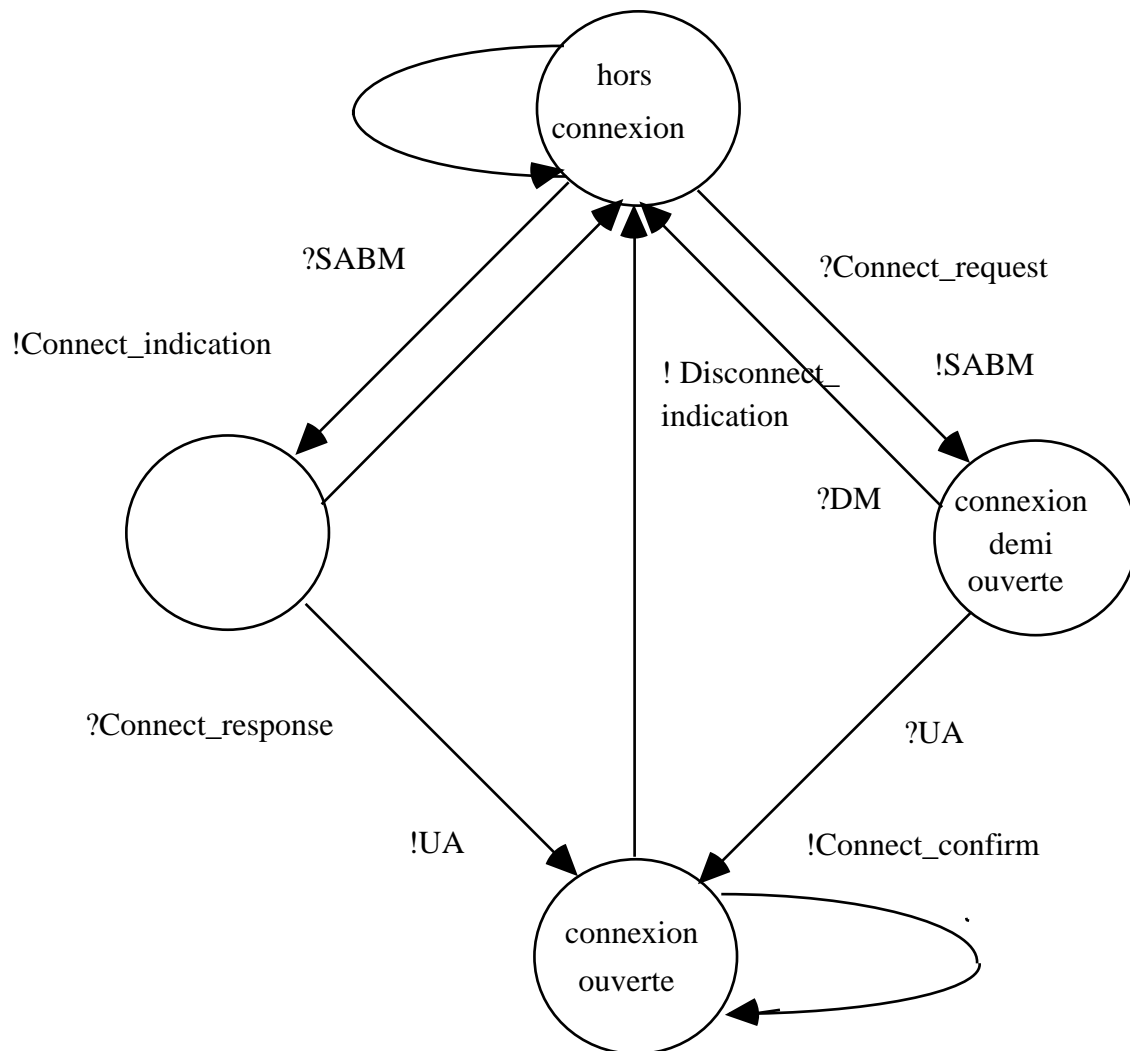 hors
connexion
?SABM
?Connect_request
!Connect_indication
! Disconnect_
indication
!SABM
?DM
connexion
demi
ouverte
?Connect_response
?UA
!UA
!Connect_confirm
connexion
ouverte